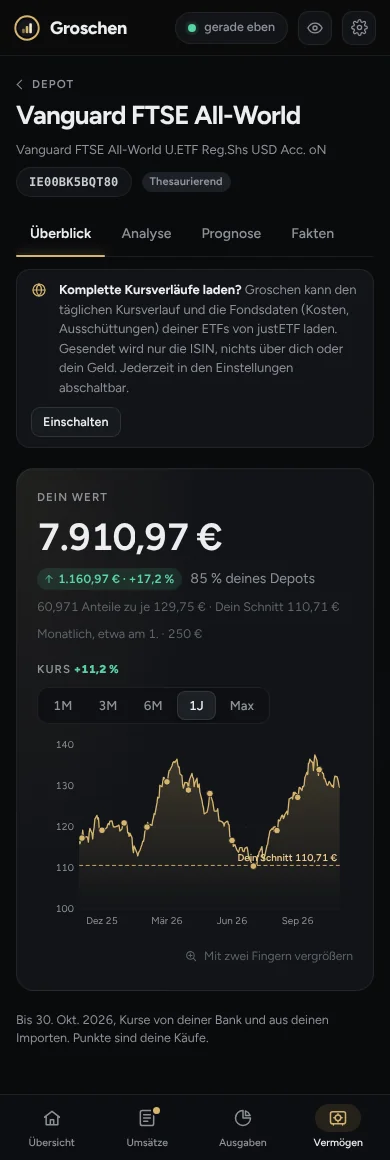 Groschen
gerade eben
DEPOT
Vanguard FTSE All-World
Vanguard FTSE All-World U.ETF Reg.Shs USD Acc. oN
IE00BK5BQT80
Thesaurierend
Überblick
Analyse
Prognose
Fakten
Komplette Kursverläufe laden? Groschen kann den
täglichen Kursverlauf und die Fondsdaten (Kosten,
Ausschüttungen) deiner ETFs von justETF laden.
Gesendet wird nur die ISIN, nichts über dich oder
dein Geld. Jederzeit in den Einstellungen
abschaltbar.
Einschalten
DEIN WERT
7.910,97 €
↑ 1.160,97 € · +17,2 %
85 % deines Depots
60,971 Anteile zu je 129,75 € · Dein Schnitt 110,71 €
Monatlich, etwa am 1. · 250 €
KURS +11,2 %
1M
3M
6M
1J
Max
140
130
120
110
100
Dein Schnitt 110,71 €
Dez 25
Mär 26
Jun 26
Sep 26
Mit zwei Fingern vergrößern
Bis 30. Okt. 2026, Kurse von deiner Bank und aus deinen
Importen. Punkte sind deine Käufe.
Übersicht
Umsätze
Ausgaben
Vermögen